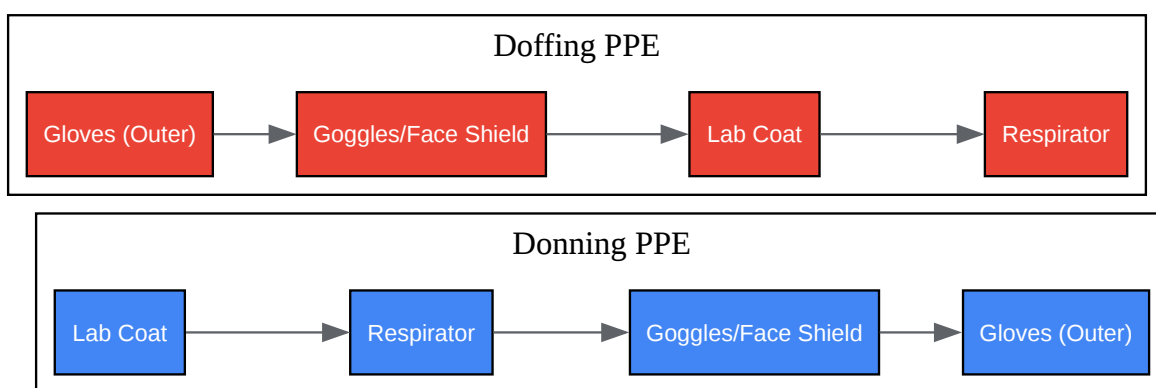 Doffing PPE
Gloves (Outer)
Goggles/Face Shield
Lab Coat
Respirator
Donning PPE
Lab Coat
Respirator
Goggles/Face Shield
Gloves (Outer)